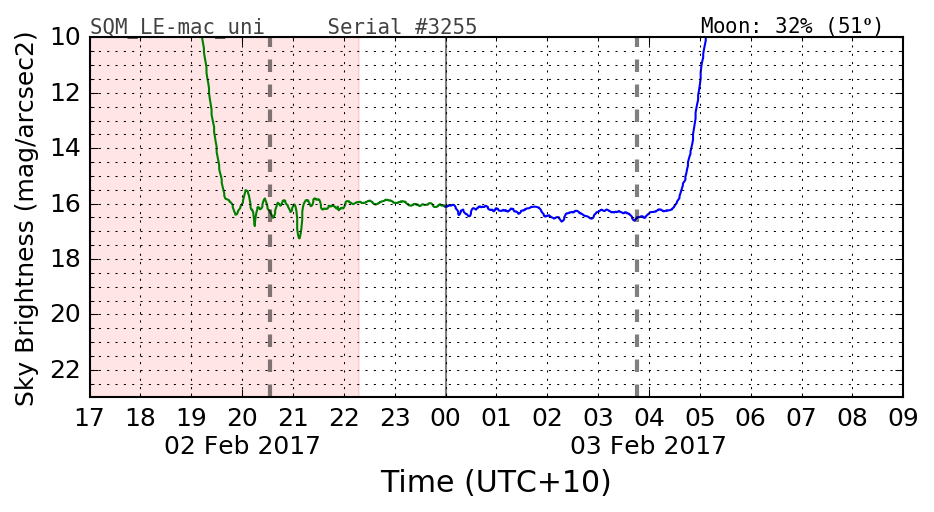 SQM_LE-mac_uni Serial #3255 Moon: 32% (51°)
10
12
14
16
18
20
22
Sky Brightness (mag/arcsec2)
17 18 19 20 21 22 23 00 01 02 03 04 05 06 07 08 09
02 Feb 2017 03 Feb 2017
Time (UTC+10)